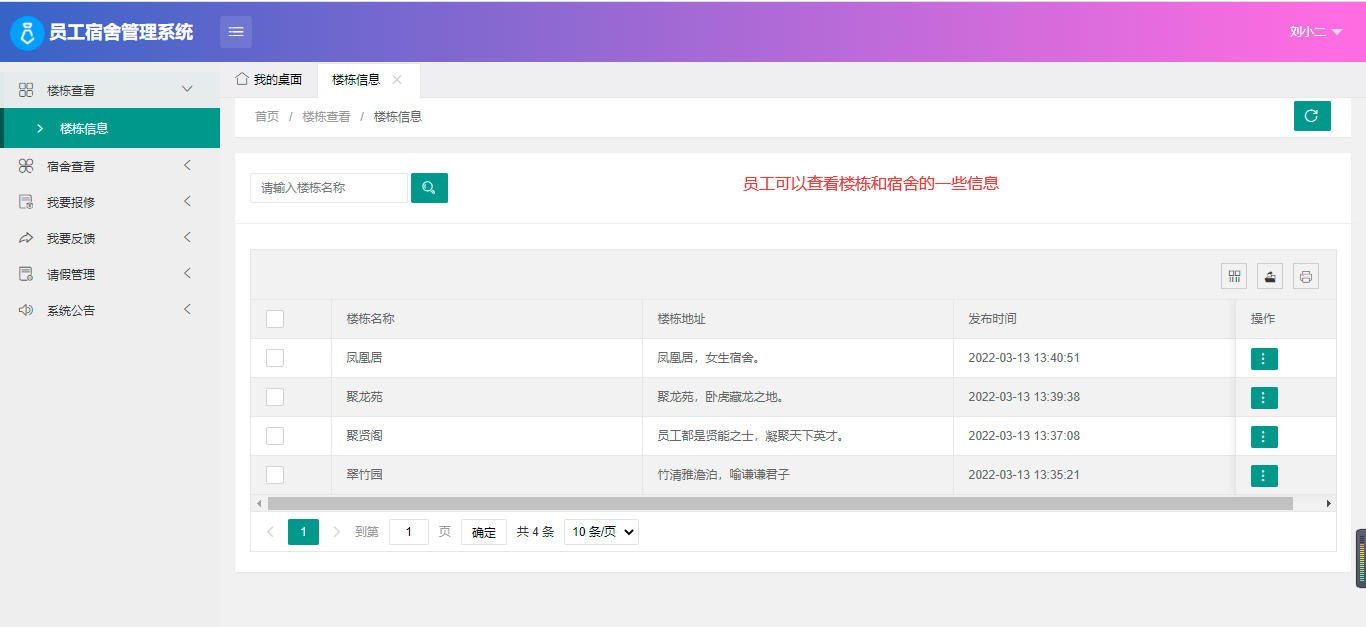 员工宿舍管理系统
刘小二
楼栋查看
楼栋信息
宿舍查看
我要报修
我要反馈
请假管理
系统公告
我的桌面
楼栋信息
首页 / 楼栋查看 / 楼栋信息
请输入楼栋名称
员工可以查看楼栋和宿舍的一些信息
楼栋名称 楼栋地址 发布时间 操作
凤凰居 凤凰居，女生宿舍。 2022-03-13 13:40:51
聚龙苑 聚龙苑，卧虎藏龙之地。 2022-03-13 13:39:38
聚贤阁 员工都是贤能之士，凝聚天下英才。 2022-03-13 13:37:08
翠竹园 竹清雅澹泊，喻谦谦君子 2022-03-13 13:35:21
1 到第 1 页 确定 共 4 条 10 条/页